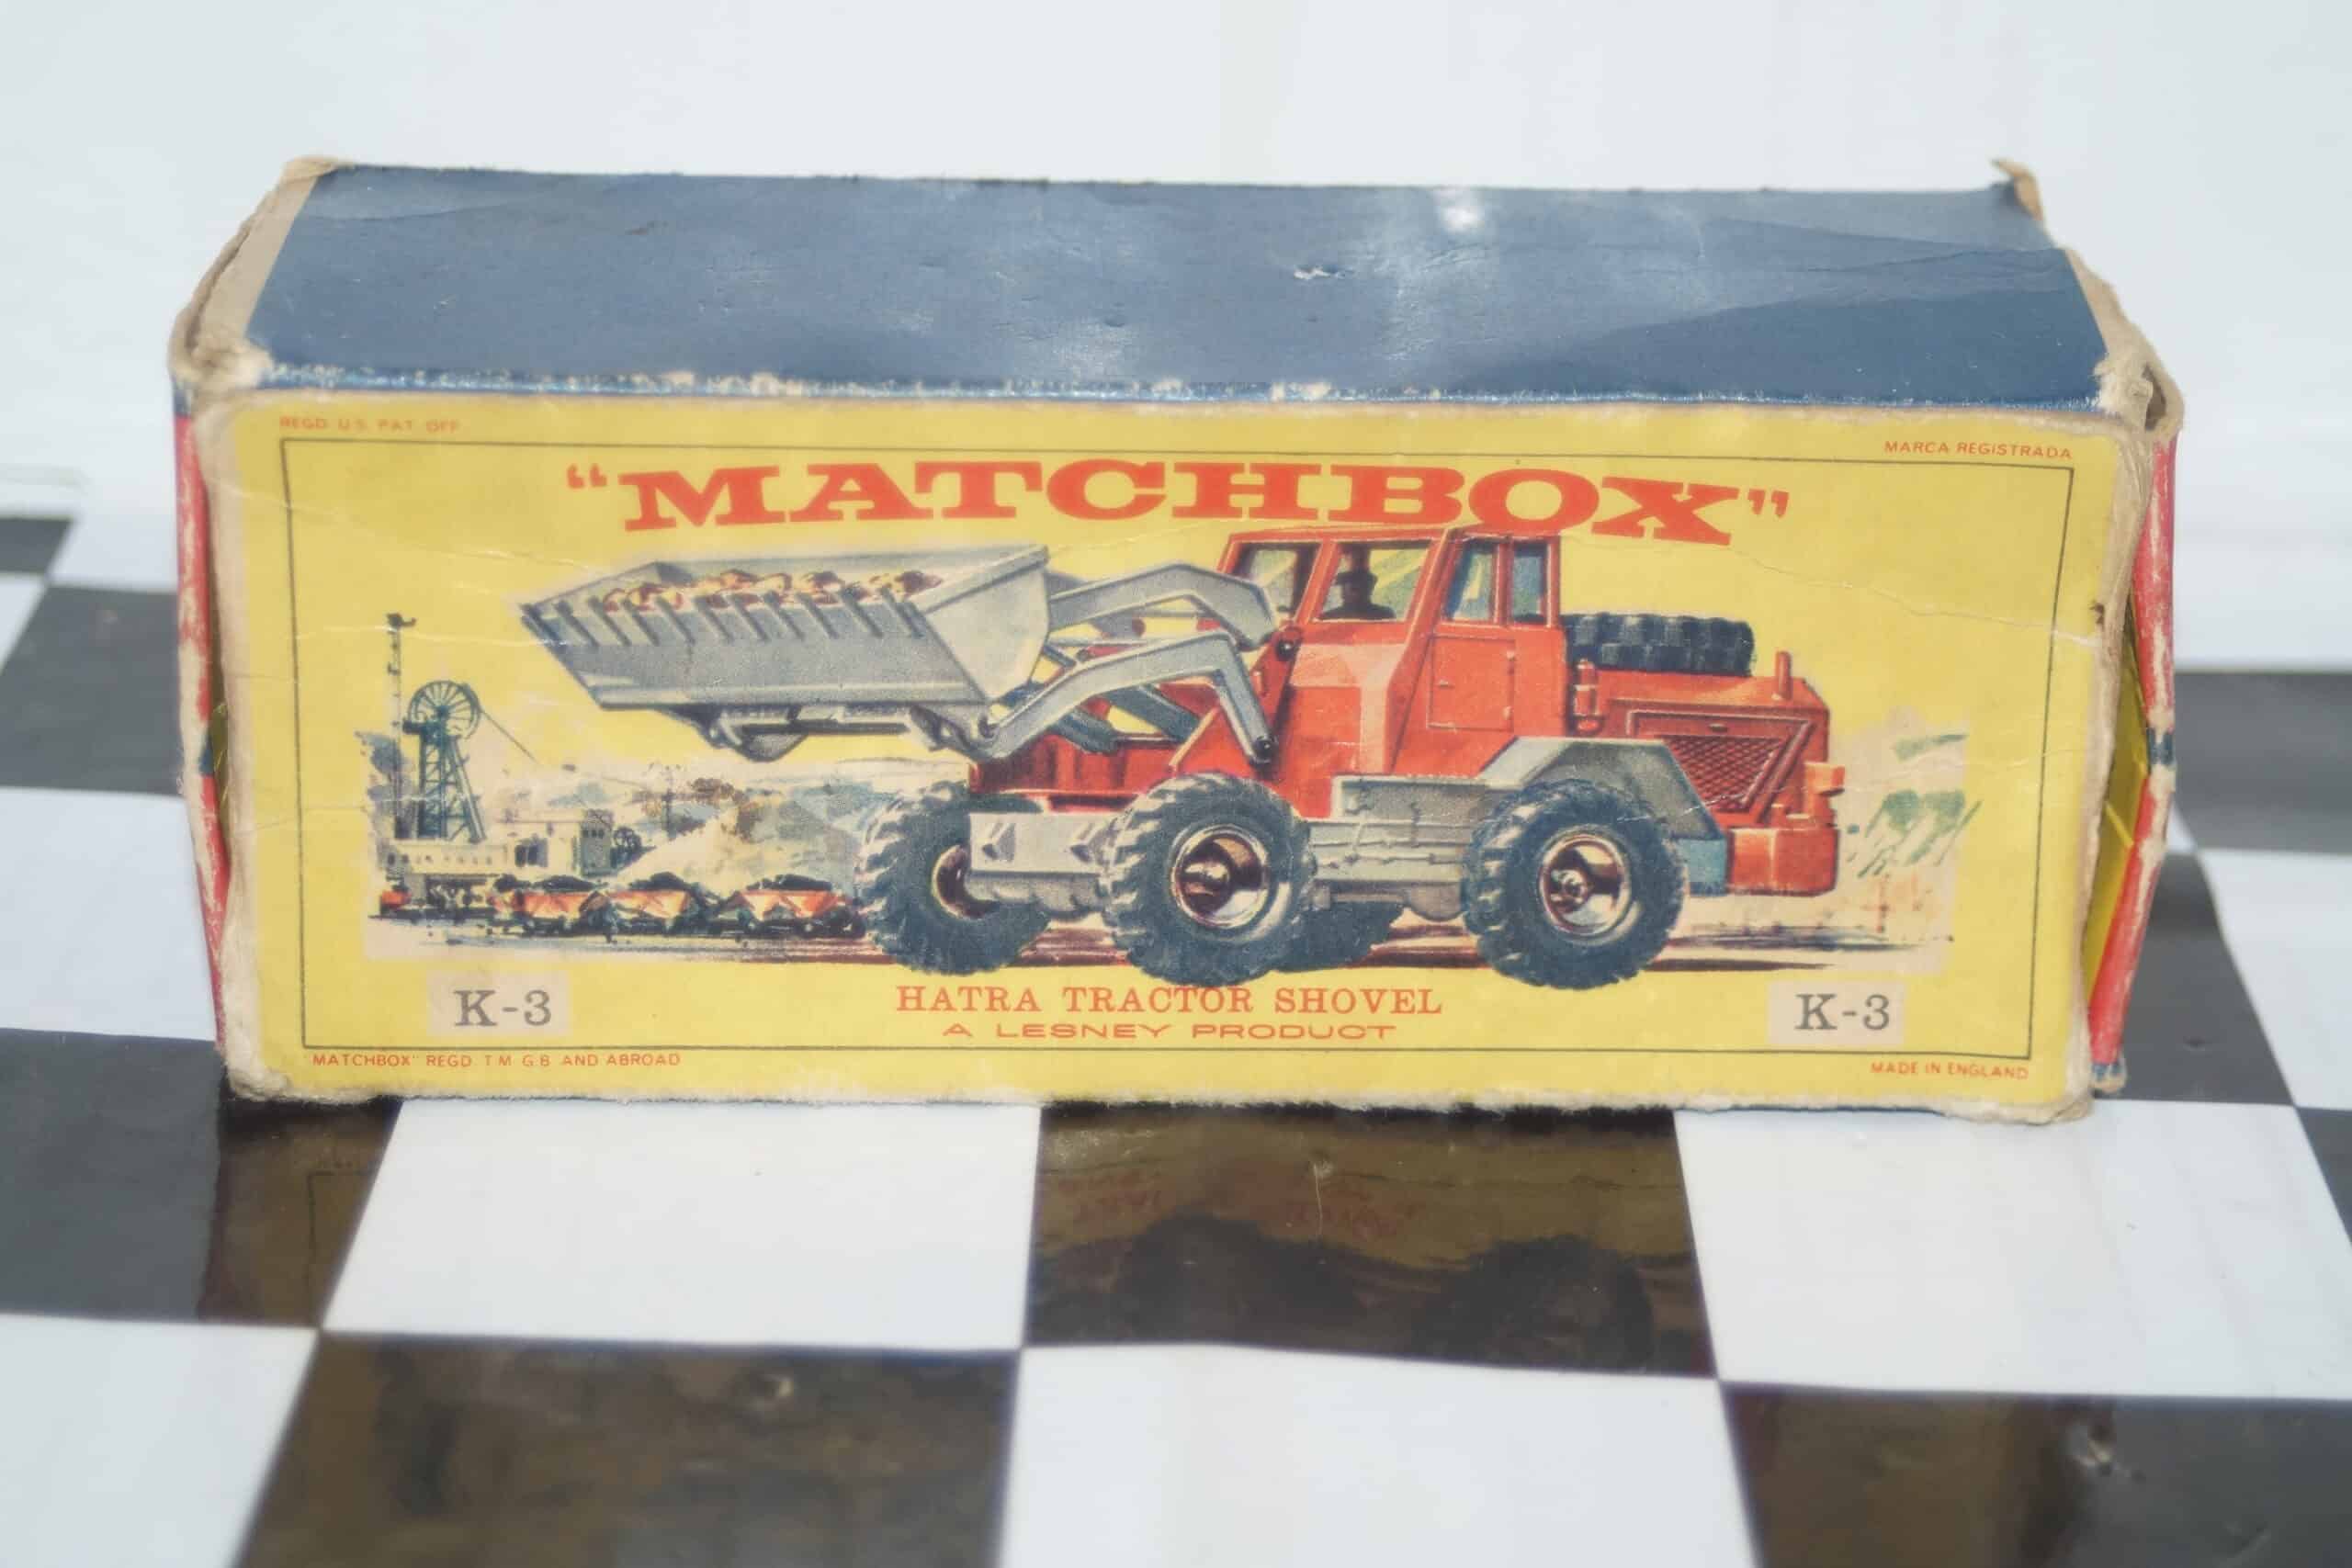 REGD U.S. PAT. OFF
MARCA REGISTRADA
"MATCHBOX"
K-3
HATRA TRACTOR SHOVEL
K-3
A LESNEY PRODUCT
"MATCHBOX" REGD. T M G B AND ABROAD
MADE IN ENGLAND